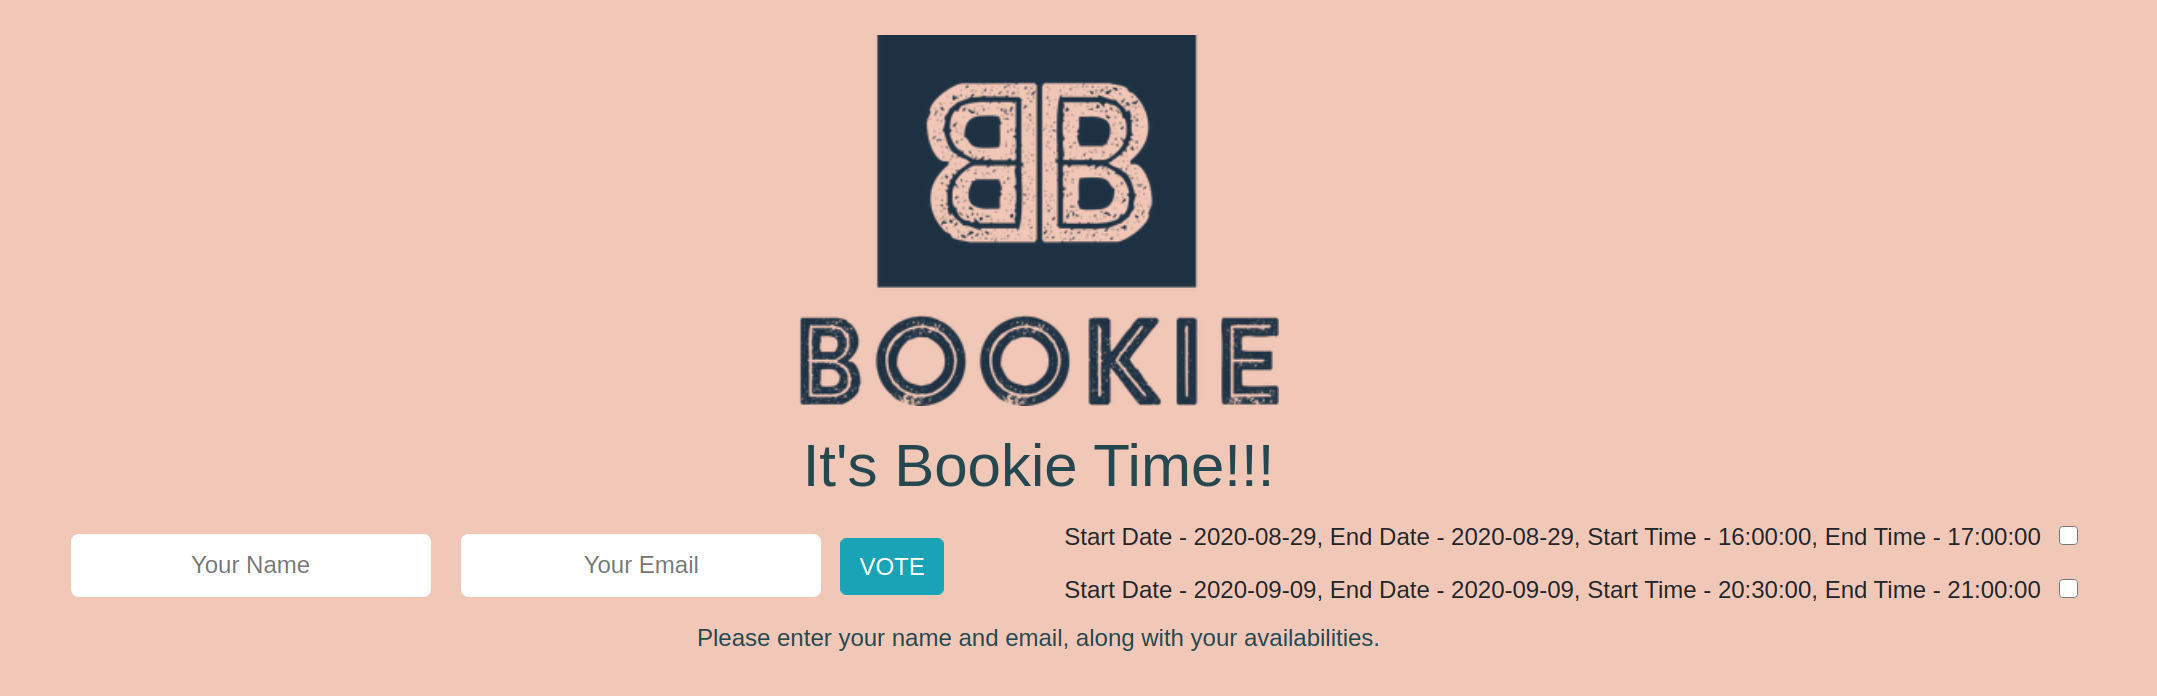 BB
BOOKIE
It's Bookie Time!!!
Your Name
Your Email
VOTE
Start Date - 2020-08-29, End Date - 2020-08-29, Start Time - 16:00:00, End Time - 17:00:00
Start Date - 2020-09-09, End Date - 2020-09-09, Start Time - 20:30:00, End Time - 21:00:00
Please enter your name and email, along with your availabilities.